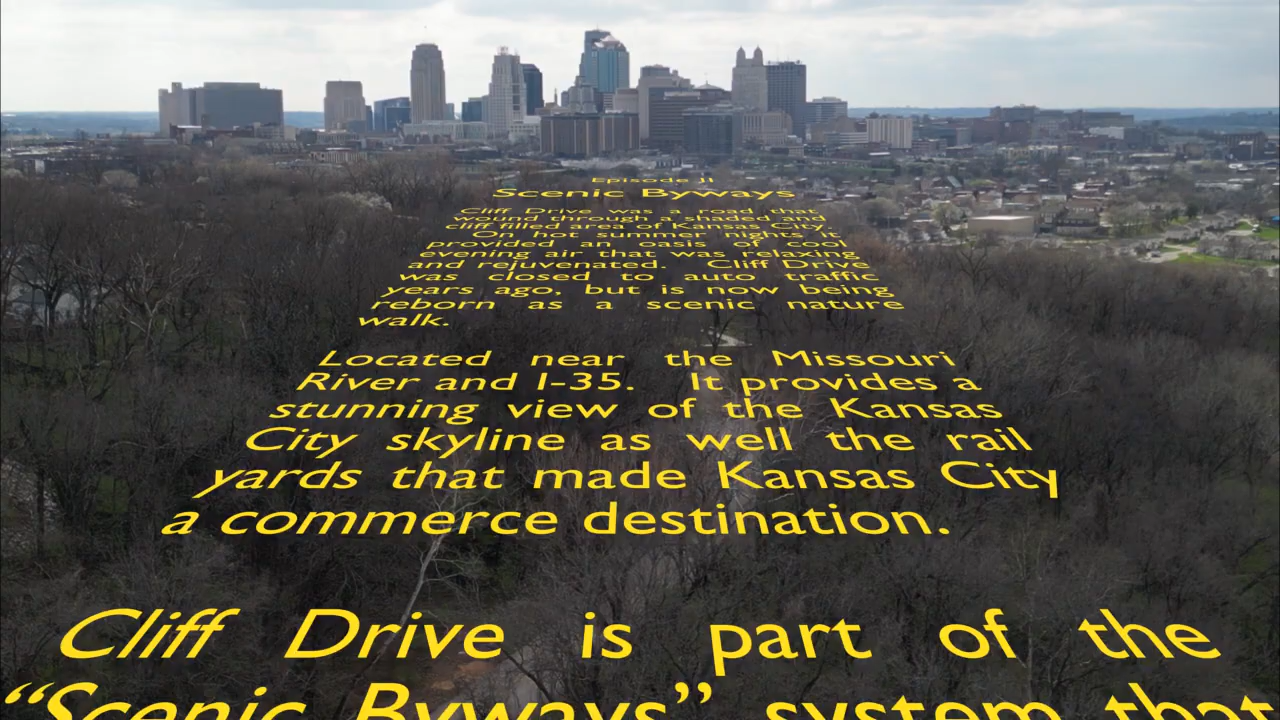 Episode II
Scenic Byways
Cliff Drive was a road that
wound through a shaded and
cliff filled area of Kansas City.
On hot summer nights it
provided an oasis of cool
evening air that was relaxing
and rejuvenated. Cliff Drive
was closed to auto traffic
years ago, but is now being
reborn as a scenic nature
walk.
Located near the Missouri
River and I-35. It provides a
stunning view of the Kansas
City skyline as well the rail
yards that made Kansas City
a commerce destination.
Cliff Drive is part of the
“Scenic Byways” system that